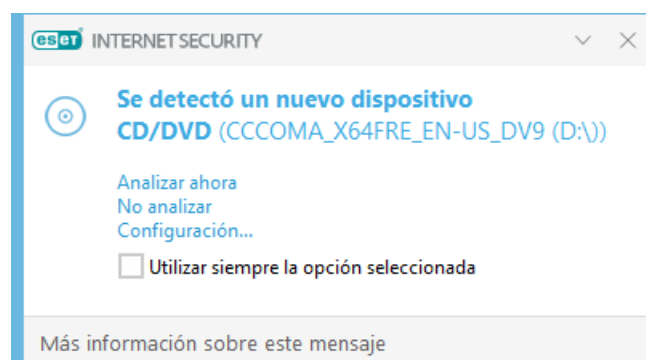 eset INTERNET SECURITY
Se detectó un nuevo dispositivo
CD/DVD (CCCOMA_X64FRE_EN-US_DV9 (D:\))
Analizar ahora
No analizar
Configuración...
Utilizar siempre la opción seleccionada
Más información sobre este mensaje